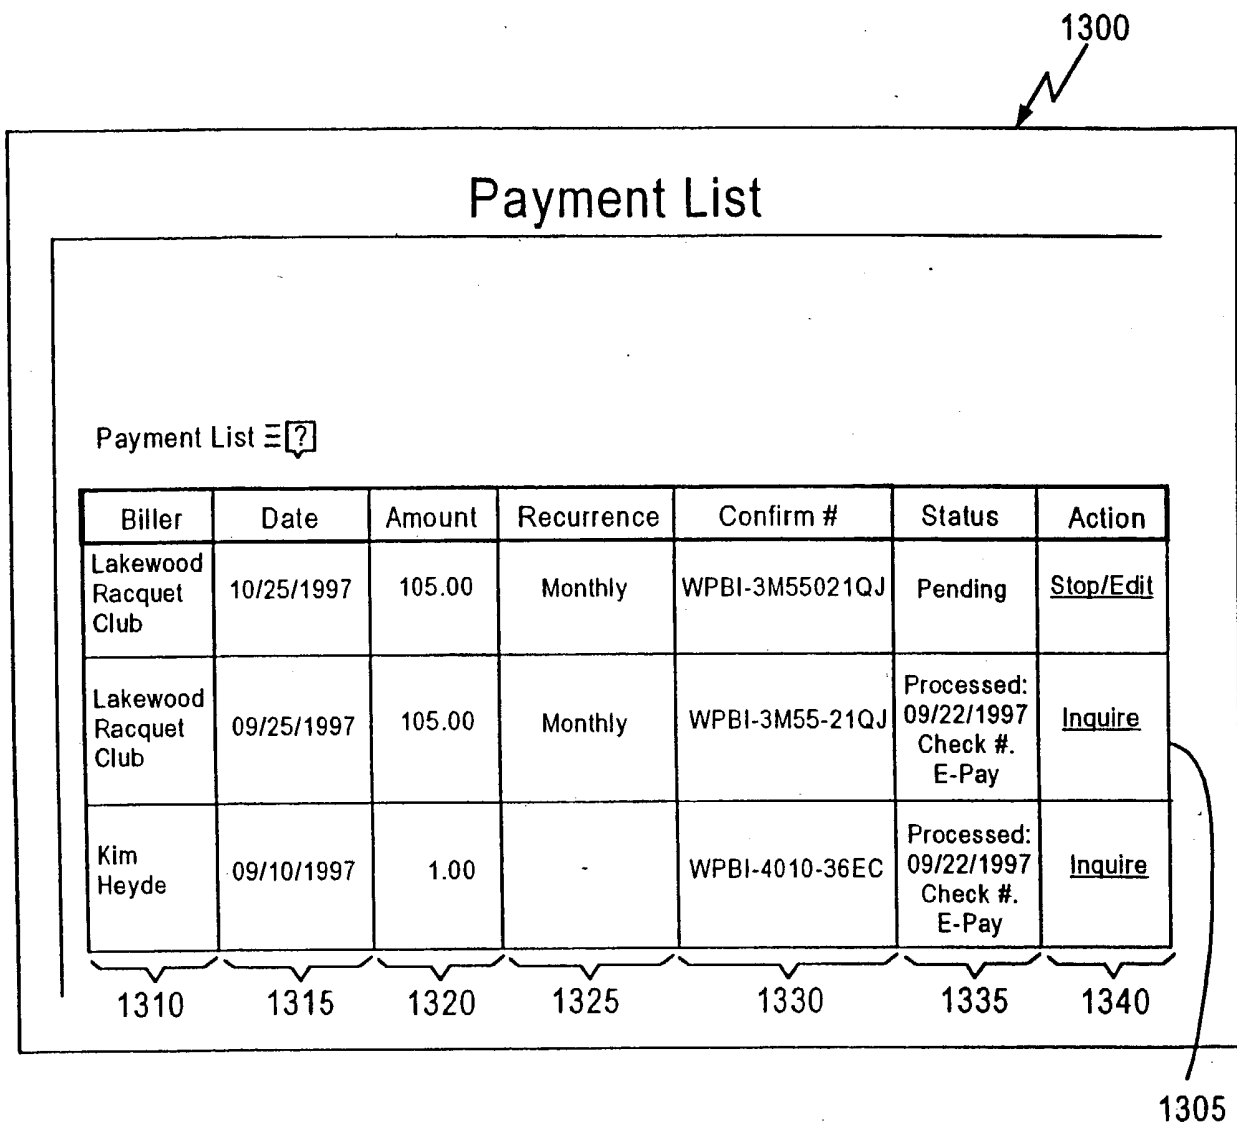 1300
Payment List
Payment List ?
Biller Date Amount Recurrence Confirm # Status Action
Lakewood
Racquet
Club
10/25/1997
105.00
Monthly
WPBI-3M55021QJ
Pending
Stop/Edit
Lakewood
Racquet
Club
09/25/1997
105.00
Monthly
WPBI-3M55-21QJ
Processed:
09/22/1997
Check #.
E-Pay
Inquire
Kim
Heyde
09/10/1997
1.00
-
WPBI-4010-36EC
Processed:
09/22/1997
Check #.
E-Pay
Inquire
1310 1315 1320 1325 1330 1335 1340
1305